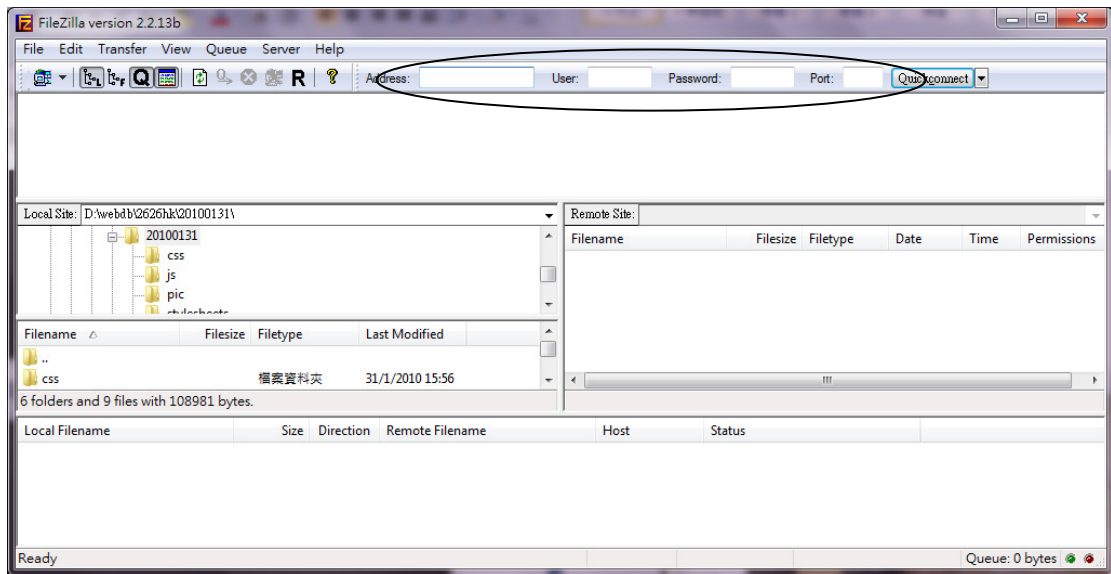 FileZilla version 2.2.13b
File Edit Transfer View Queue Server Help
Address: User: Password: Port: Quickconnect
Local Site: D:\webdb\2626hk\20100131\
20100131
css
js
pic
stylesheets
Filename Filesize Filetype Last Modified
..
css 檔案資料夾 31/1/2010 15:56
6 folders and 9 files with 108981 bytes.
Remote Site:
Filename Filesize Filetype Date Time Permissions
Local Filename Size Direction Remote Filename Host Status
Ready Queue: 0 bytes